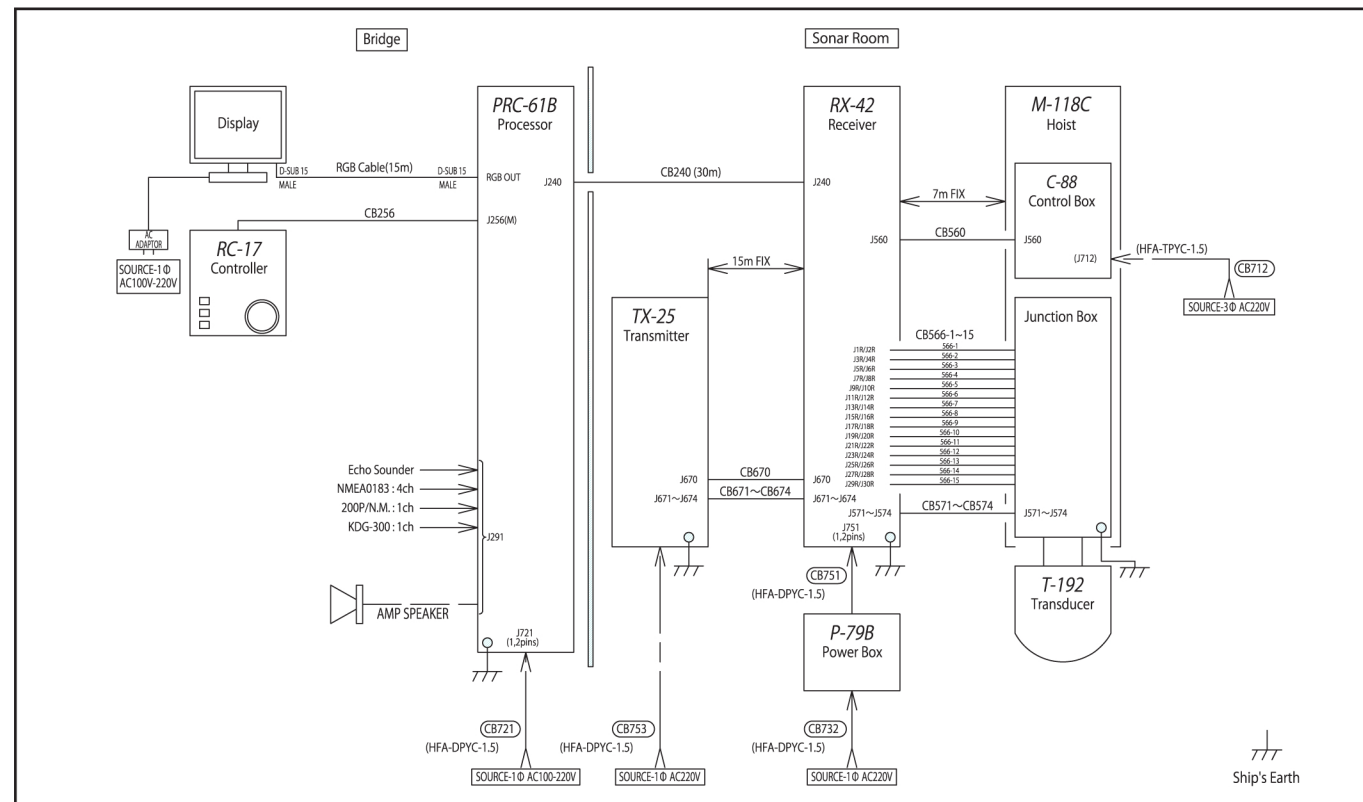 Bridge
Sonar Room
Display
D-SUB 15
MALE
RGB Cable(15m)
D-SUB 15
MALE
AC
ADAPTOR
SOURCE-1Φ
AC100V-220V
RC-17
Controller
CB256
PRC-61B
Processor
RGB OUT
J240
J256(M)
CB240 (30m)
Echo Sounder
NMEA0183 : 4ch
200P/N.M. : 1ch
KDG-300 : 1ch
J291
AMP SPEAKER
J721
(1,2pins)
CB721
(HFA-DPYC-1.5)
SOURCE-1Φ AC100-220V
15m FIX
TX-25
Transmitter
J670
J671~J674
CB670
CB671~CB674
CB753
(HFA-DPYC-1.5)
SOURCE-1Φ AC220V
RX-42
Receiver
J240
J560
J1R/J2R
J3R/J4R
J5R/J6R
J7R/J8R
J9R/J10R
J11R/J12R
J13R/J14R
J15R/J16R
J17R/J18R
J19R/J20R
J21R/J22R
J23R/J24R
J25R/J26R
J27R/J28R
J29R/J30R
J670
J671~J674
J571~J574
J751
(1,2pins)
CB751
(HFA-DPYC-1.5)
P-79B
Power Box
CB732
(HFA-DPYC-1.5)
SOURCE-1Φ AC220V
7m FIX
CB560
CB566-1~15
566-1
566-2
566-3
566-4
566-5
566-6
566-7
566-8
566-9
566-10
566-11
566-12
566-13
566-14
566-15
CB571~CB574
M-118C
Hoist
C-88
Control Box
J560
(J712)
(HFA-TPYC-1.5)
CB712
SOURCE-3Φ AC220V
Junction Box
J571~J574
T-192
Transducer
Ship's Earth